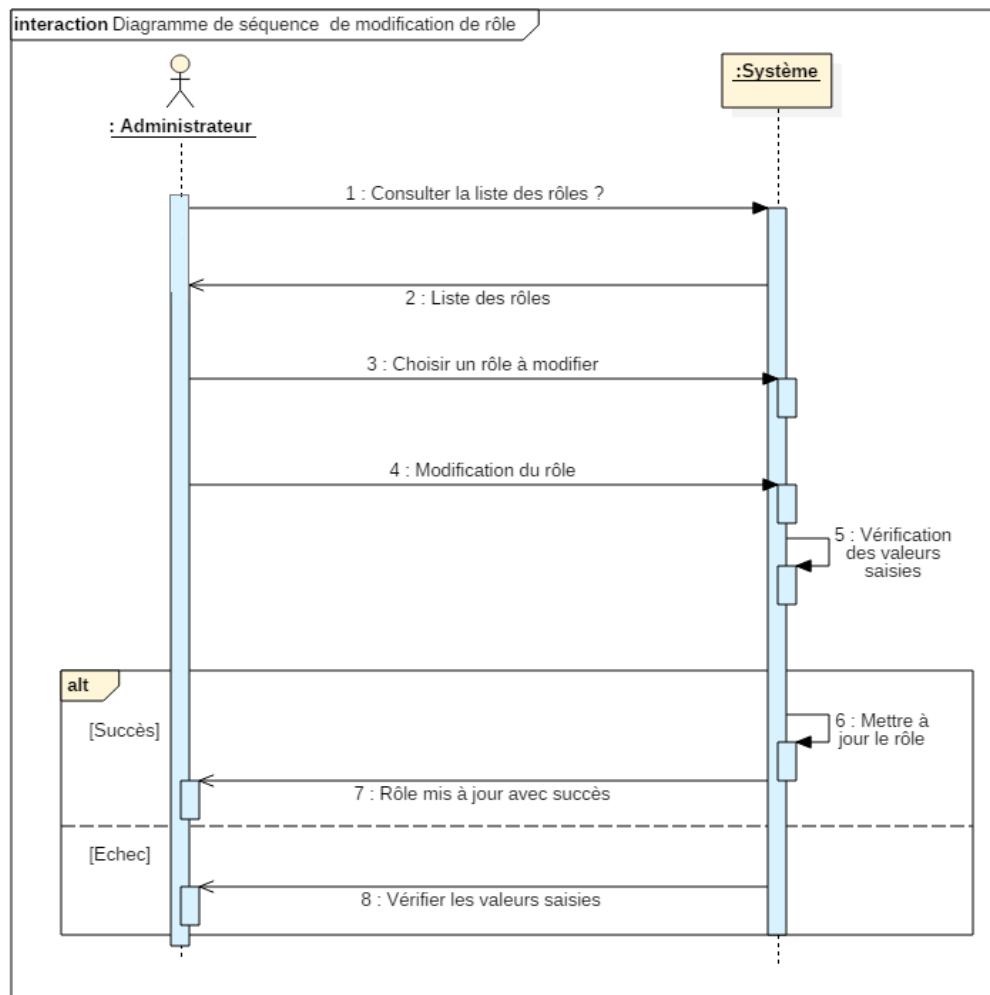 interaction Diagramme de séquence de modification de rôle
: Administrateur
:Système
1 : Consulter la liste des rôles ?
2 : Liste des rôles
3 : Choisir un rôle à modifier
4 : Modification du rôle
5 : Vérification
des valeurs
saisies
alt
[Succès]
6 : Mettre à
jour le rôle
7 : Rôle mis à jour avec succès
[Echec]
8 : Vérifier les valeurs saisies